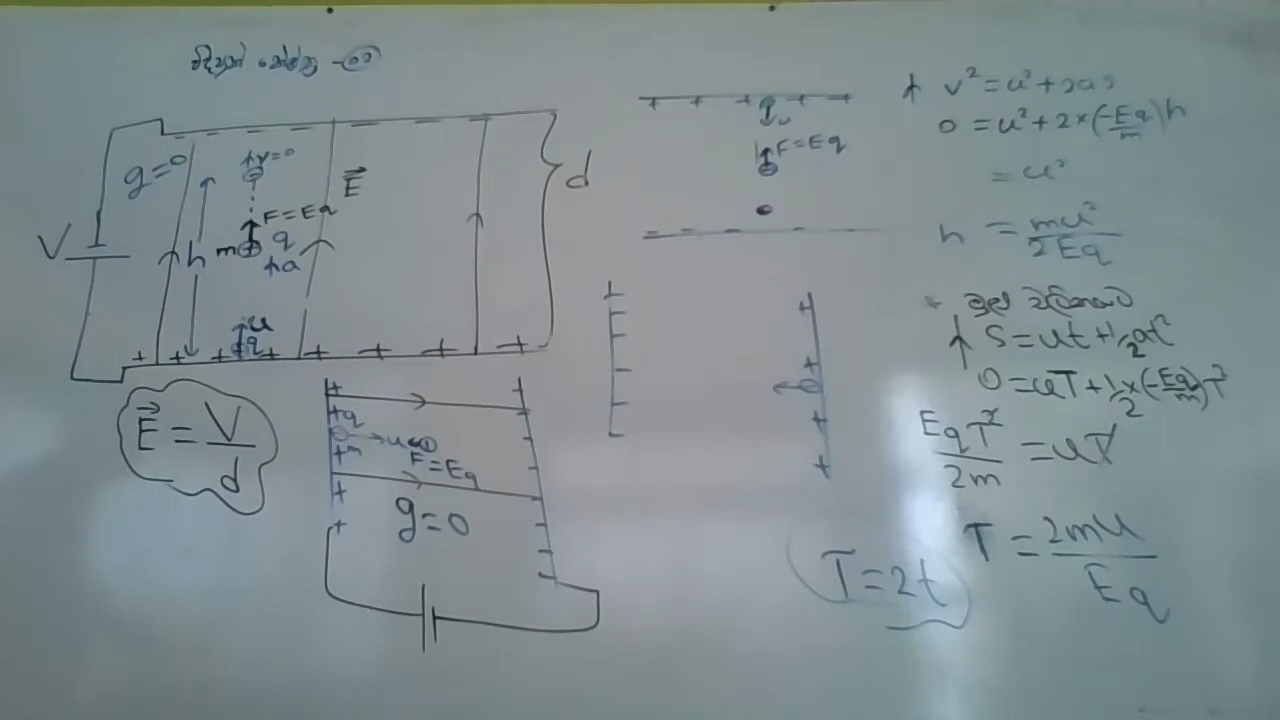 g=0
+v=0
E⃗
d
F=Eq
m
q
h
↑a
V
u
q
+ + + + + + + +
E⃗ = V/d
q
m
→u
F=Eq
g=0
+ + + + +
u
F=Eq
↑ v²=u²+2as
0 = u²+2×(-Eq/m)h
= u²
h = mu²/2Eq
↑ S=ut+1/2at²
0=uT+1/2×(-Eq/m)T²
EqT²/2m = uT
T = 2mu/Eq
T=2t